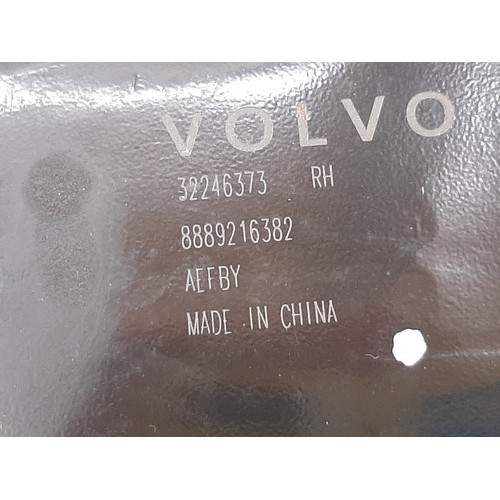 VOLVO
32246373 RH
8889216382
AEFBY
MADE IN CHINA